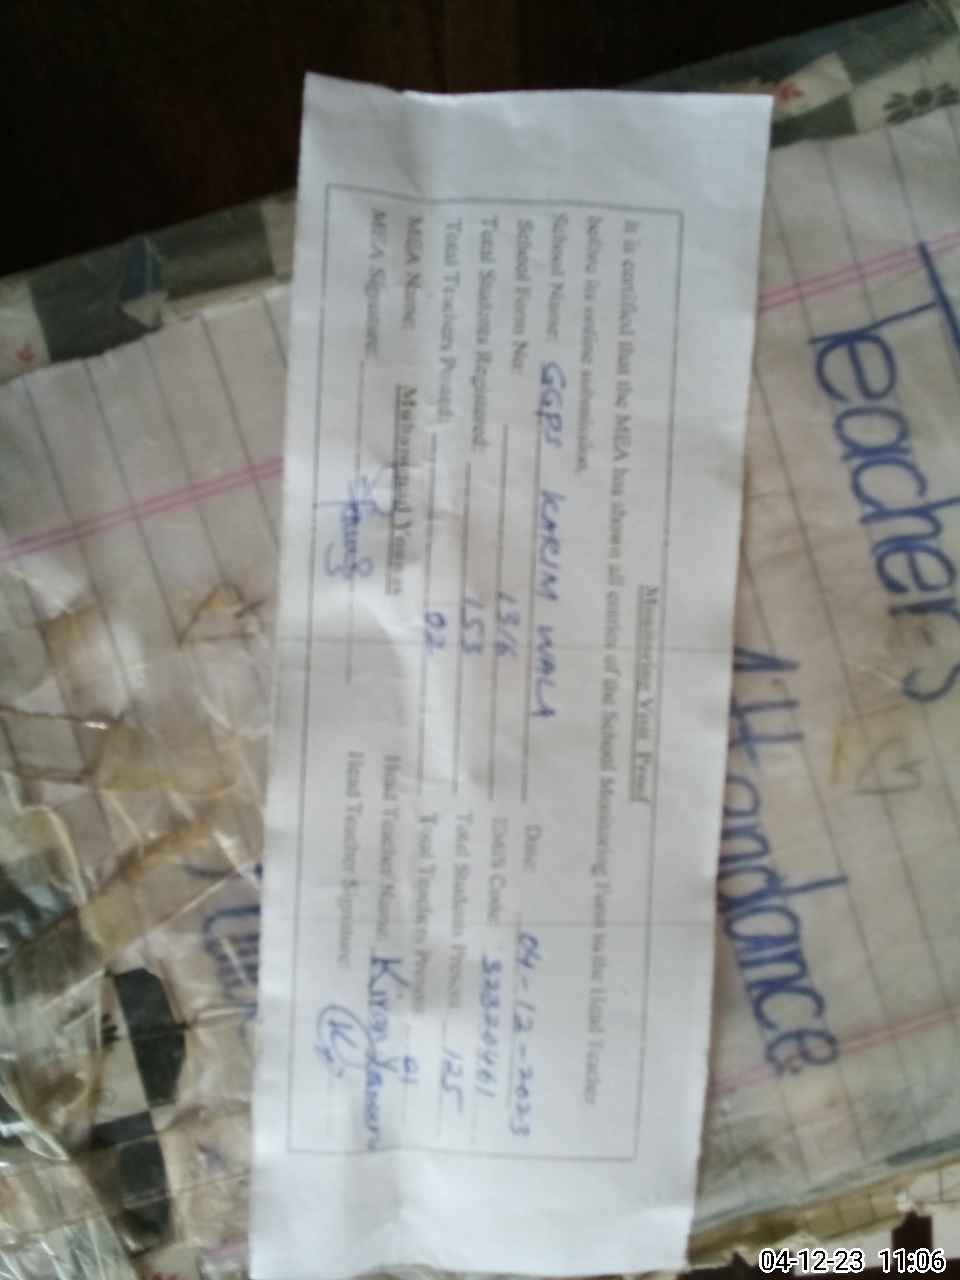 Monitoring Visit Proof
It is certified that the MEA has shown all entries of the School Monitoring Form to the Head Teacher
before its online submission.
School Name: GGPS KARIM WALA Date: 04-12-2023
School Form No: 1316 EMIS Code: 32320461
Total Students Registered: 153 Total Students Present: 125
Total Teachers Posted: 02 Total Teachers Present: 01
MEA Name: Muhammad Younas Head Teacher Name: Kiran
MEA Signature: Head Teacher Signature:
Teacher's
Attendance
04-12-23 11:06